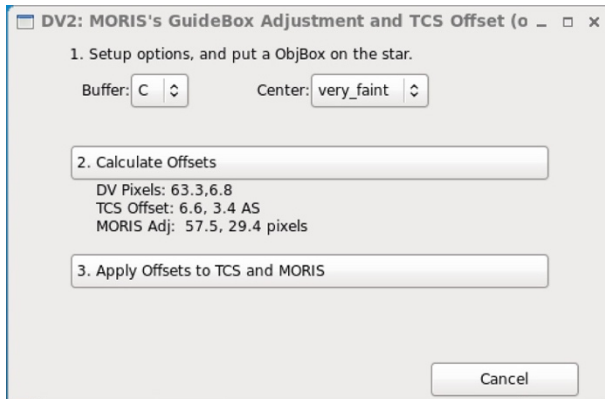 DV2: MORIS's GuideBox Adjustment and TCS Offset (o
1. Setup options, and put a ObjBox on the star.
Buffer: C Center: very_faint
2. Calculate Offsets
DV Pixels: 63.3,6.8
TCS Offset: 6.6, 3.4 AS
MORIS Adj: 57.5, 29.4 pixels
3. Apply Offsets to TCS and MORIS
Cancel